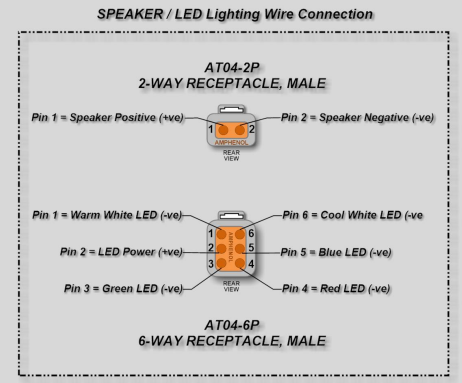 SPEAKER / LED Lighting Wire Connection
AT04-2P
2-WAY RECEPTACLE, MALE
Pin 1 = Speaker Positive (+ve)
1
2
Pin 2 = Speaker Negative (-ve)
AMPHENOL
REAR
VIEW
Pin 1 = Warm White LED (-ve)
1
6
Pin 6 = Cool White LED (-ve
Pin 2 = LED Power (+ve)
2
AMPHENOL
5
Pin 5 = Blue LED (-ve)
Pin 3 = Green LED (-ve)
3
4
Pin 4 = Red LED (-ve)
REAR
VIEW
AT04-6P
6-WAY RECEPTACLE, MALE